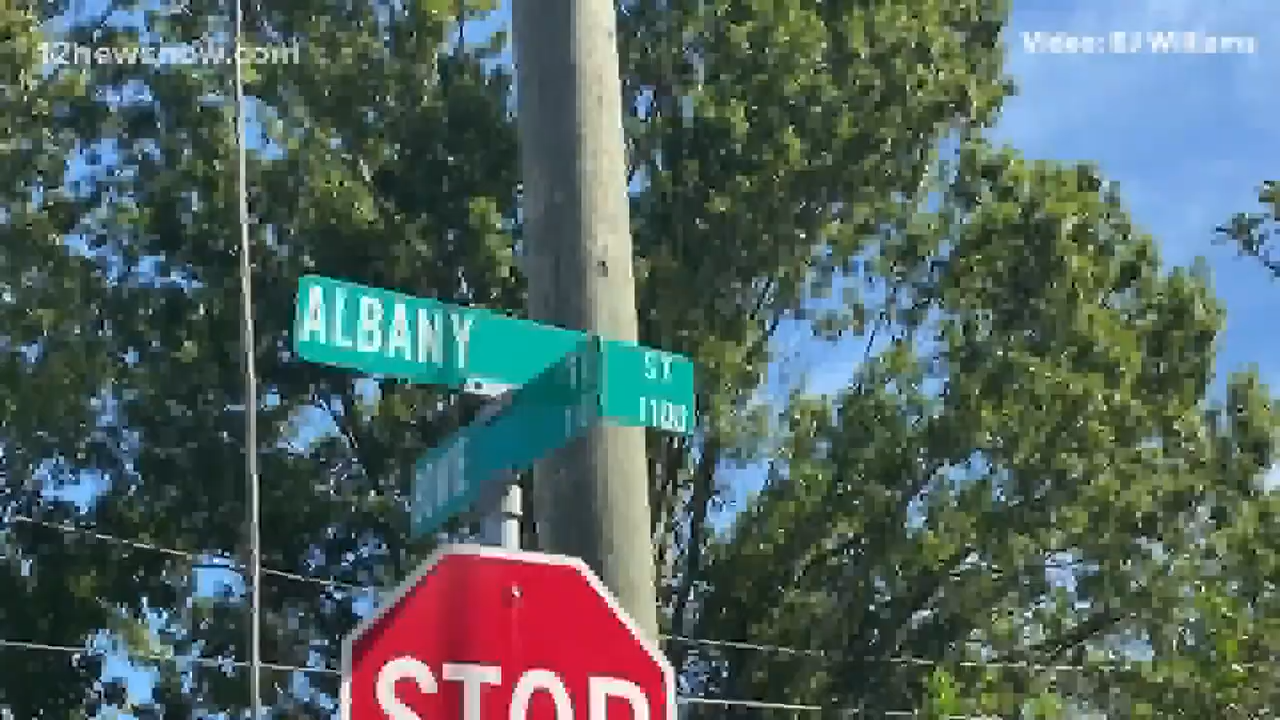 12newsnow.com
Video: EJ Williams
ALBANY
ST
1100
STOP